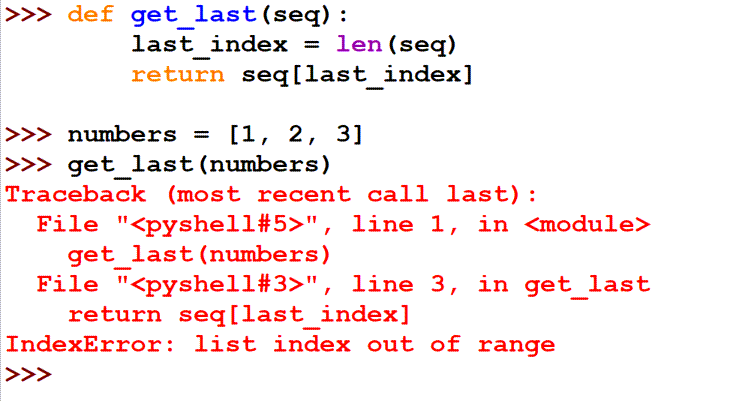 >>> def get_last(seq):
        last_index = len(seq)
        return seq[last_index]
>>> numbers = [1, 2, 3]
>>> get_last(numbers)
Traceback (most recent call last):
  File "<pyshell#5>", line 1, in <module>
    get_last(numbers)
  File "<pyshell#3>", line 3, in get_last
    return seq[last_index]
IndexError: list index out of range
>>>